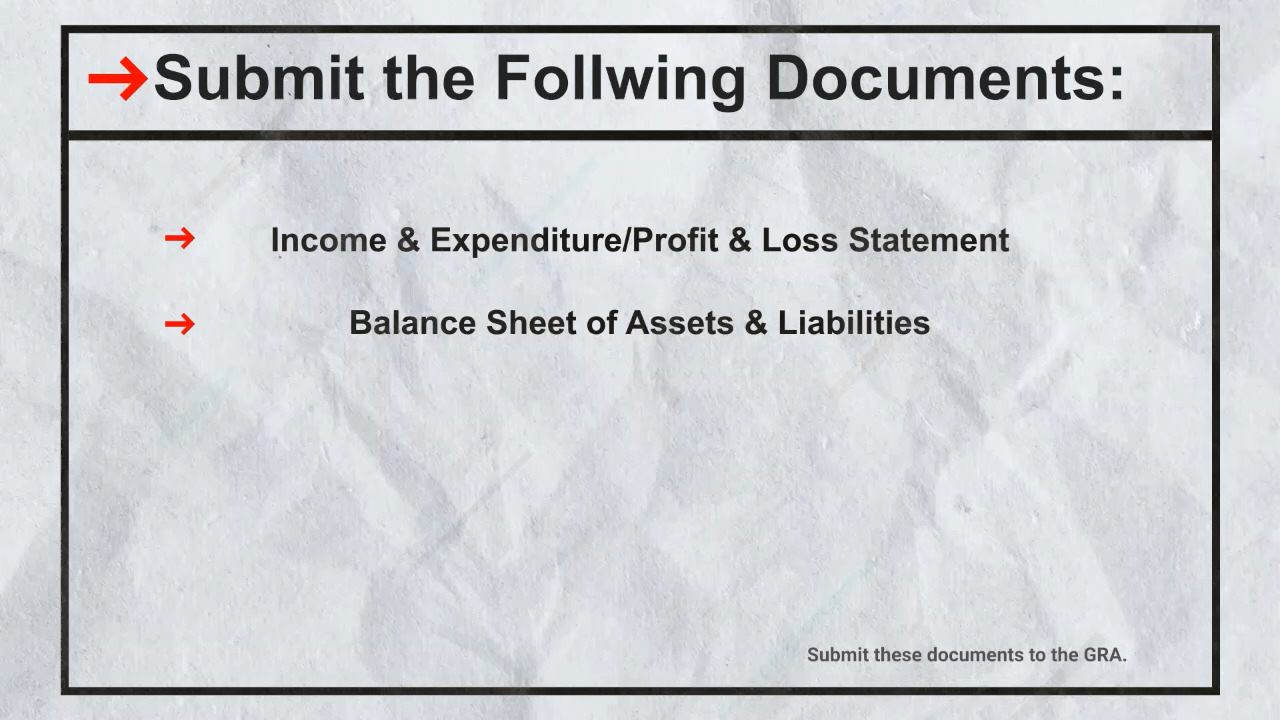 Submit the Follwing Documents:
Income & Expenditure/Profit & Loss Statement
Balance Sheet of Assets & Liabilities
Submit these documents to the GRA.